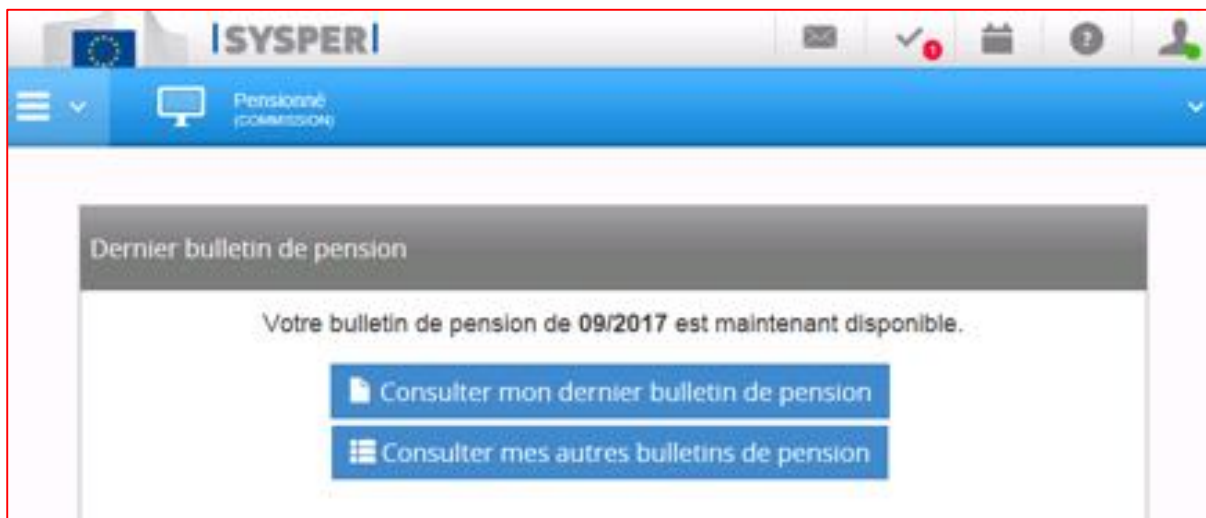 SYSPER
1
?
Pensionné
(COMMISSION)
Dernier bulletin de pension
Votre bulletin de pension de 09/2017 est maintenant disponible.
Consulter mon dernier bulletin de pension
Consulter mes autres bulletins de pension